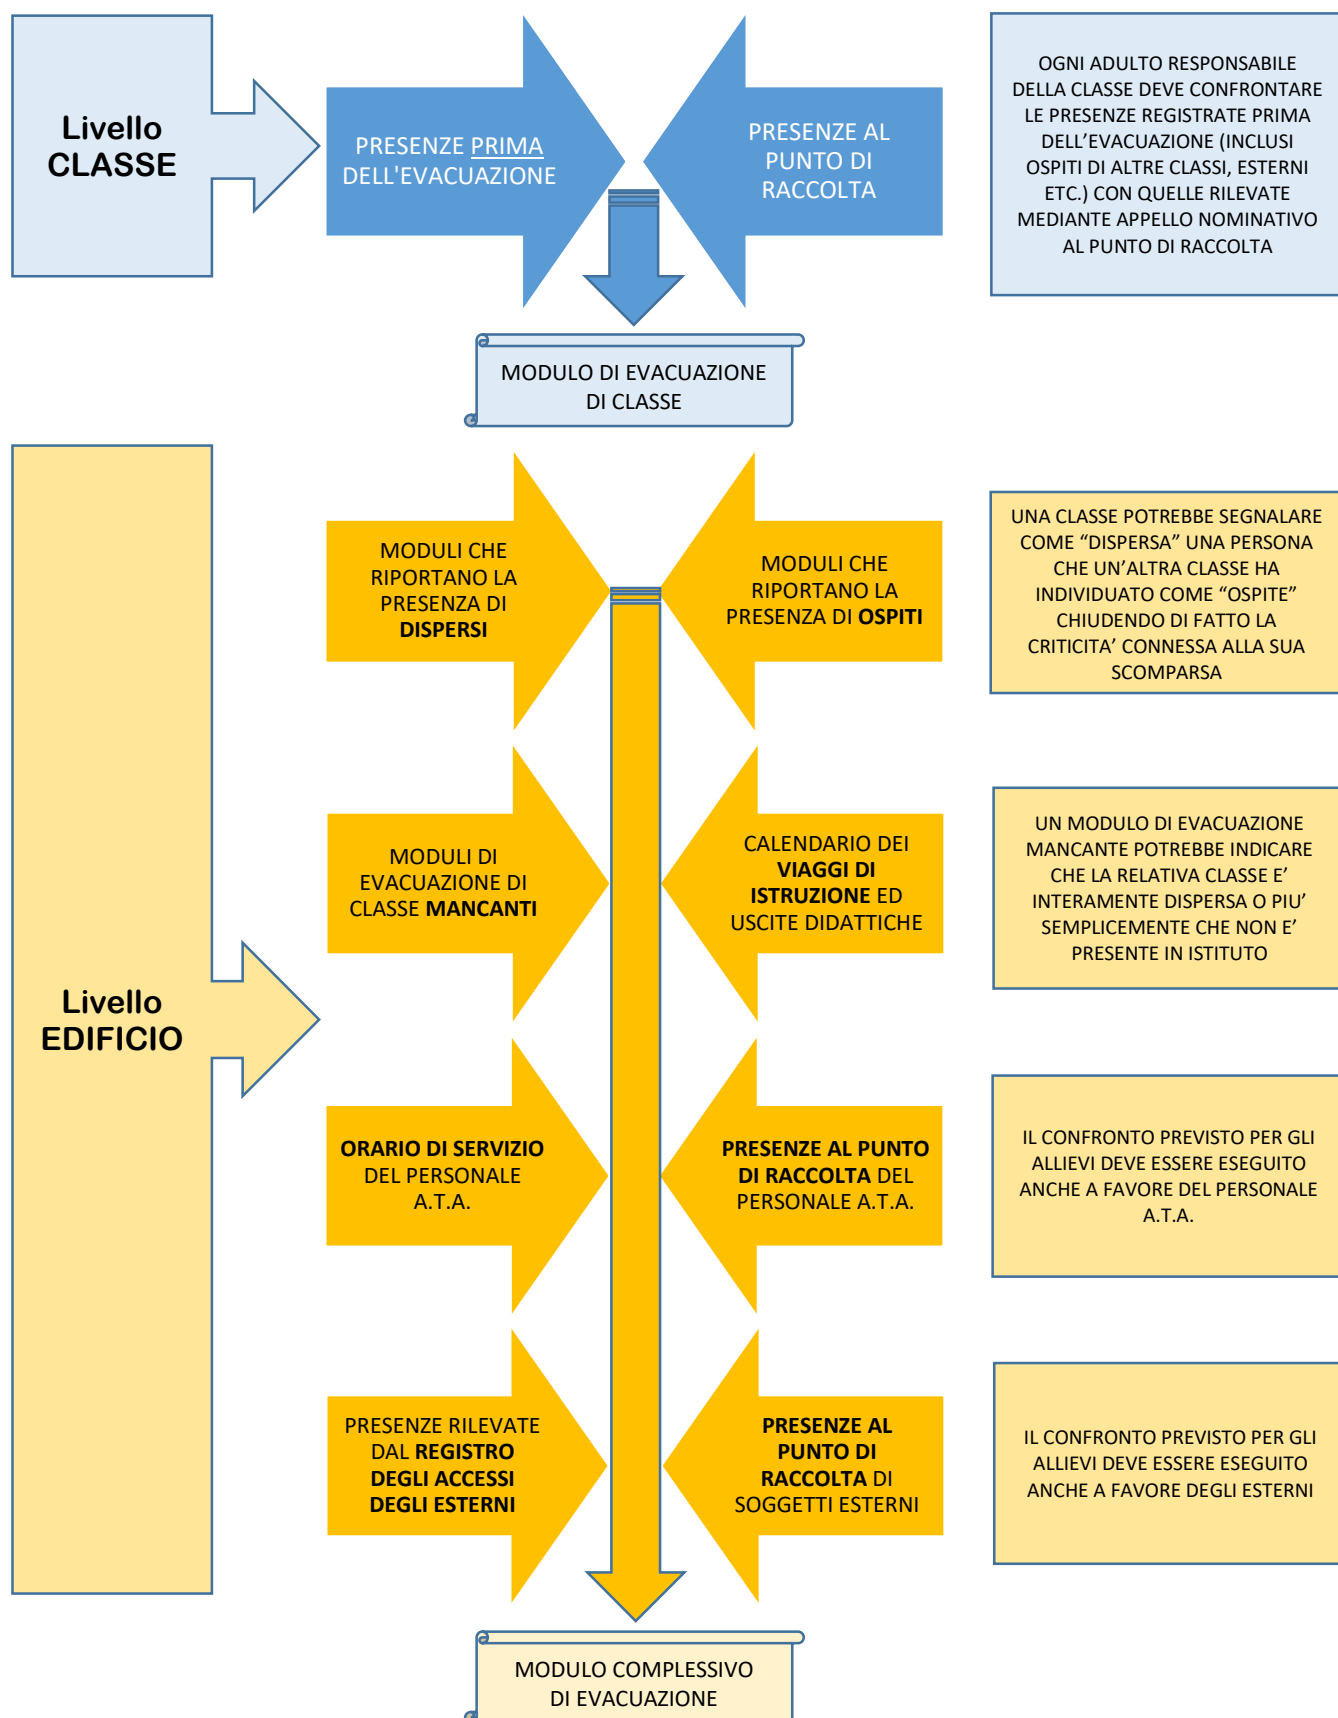 Livello
CLASSE
PRESENZE PRIMA
DELL'EVACUAZIONE
PRESENZE AL
PUNTO DI
RACCOLTA
OGNI ADULTO RESPONSABILE
DELLA CLASSE DEVE CONFRONTARE
LE PRESENZE REGISTRATE PRIMA
DELL’EVACUAZIONE (INCLUSI
OSPITI DI ALTRE CLASSI, ESTERNI
ETC.) CON QUELLE RILEVATE
MEDIANTE APPELLO NOMINATIVO
AL PUNTO DI RACCOLTA
MODULO DI EVACUAZIONE
DI CLASSE
Livello
EDIFICIO
MODULI CHE
RIPORTANO LA
PRESENZA DI
DISPERSI
MODULI CHE
RIPORTANO LA
PRESENZA DI OSPITI
UNA CLASSE POTREBBE SEGNALARE
COME “DISPERSA” UNA PERSONA
CHE UN’ALTRA CLASSE HA
INDIVIDUATO COME “OSPITE”
CHIUDENDO DI FATTO LA
CRITICITA’ CONNESSA ALLA SUA
SCOMPARSA
MODULI DI
EVACUAZIONE DI
CLASSE MANCANTI
CALENDARIO DEI
VIAGGI DI
ISTRUZIONE ED
USCITE DIDATTICHE
UN MODULO DI EVACUAZIONE
MANCANTE POTREBBE INDICARE
CHE LA RELATIVA CLASSE E’
INTERAMENTE DISPERSA O PIU’
SEMPLICEMENTE CHE NON E’
PRESENTE IN ISTITUTO
ORARIO DI SERVIZIO
DEL PERSONALE
A.T.A.
PRESENZE AL PUNTO
DI RACCOLTA DEL
PERSONALE A.T.A.
IL CONFRONTO PREVISTO PER GLI
ALLIEVI DEVE ESSERE ESEGUITO
ANCHE A FAVORE DEL PERSONALE
A.T.A.
PRESENZE RILEVATE
DAL REGISTRO
DEGLI ACCESSI
DEGLI ESTERNI
PRESENZE AL
PUNTO DI
RACCOLTA DI
SOGGETTI ESTERNI
IL CONFRONTO PREVISTO PER GLI
ALLIEVI DEVE ESSERE ESEGUITO
ANCHE A FAVORE DEGLI ESTERNI
MODULO COMPLESSIVO
DI EVACUAZIONE